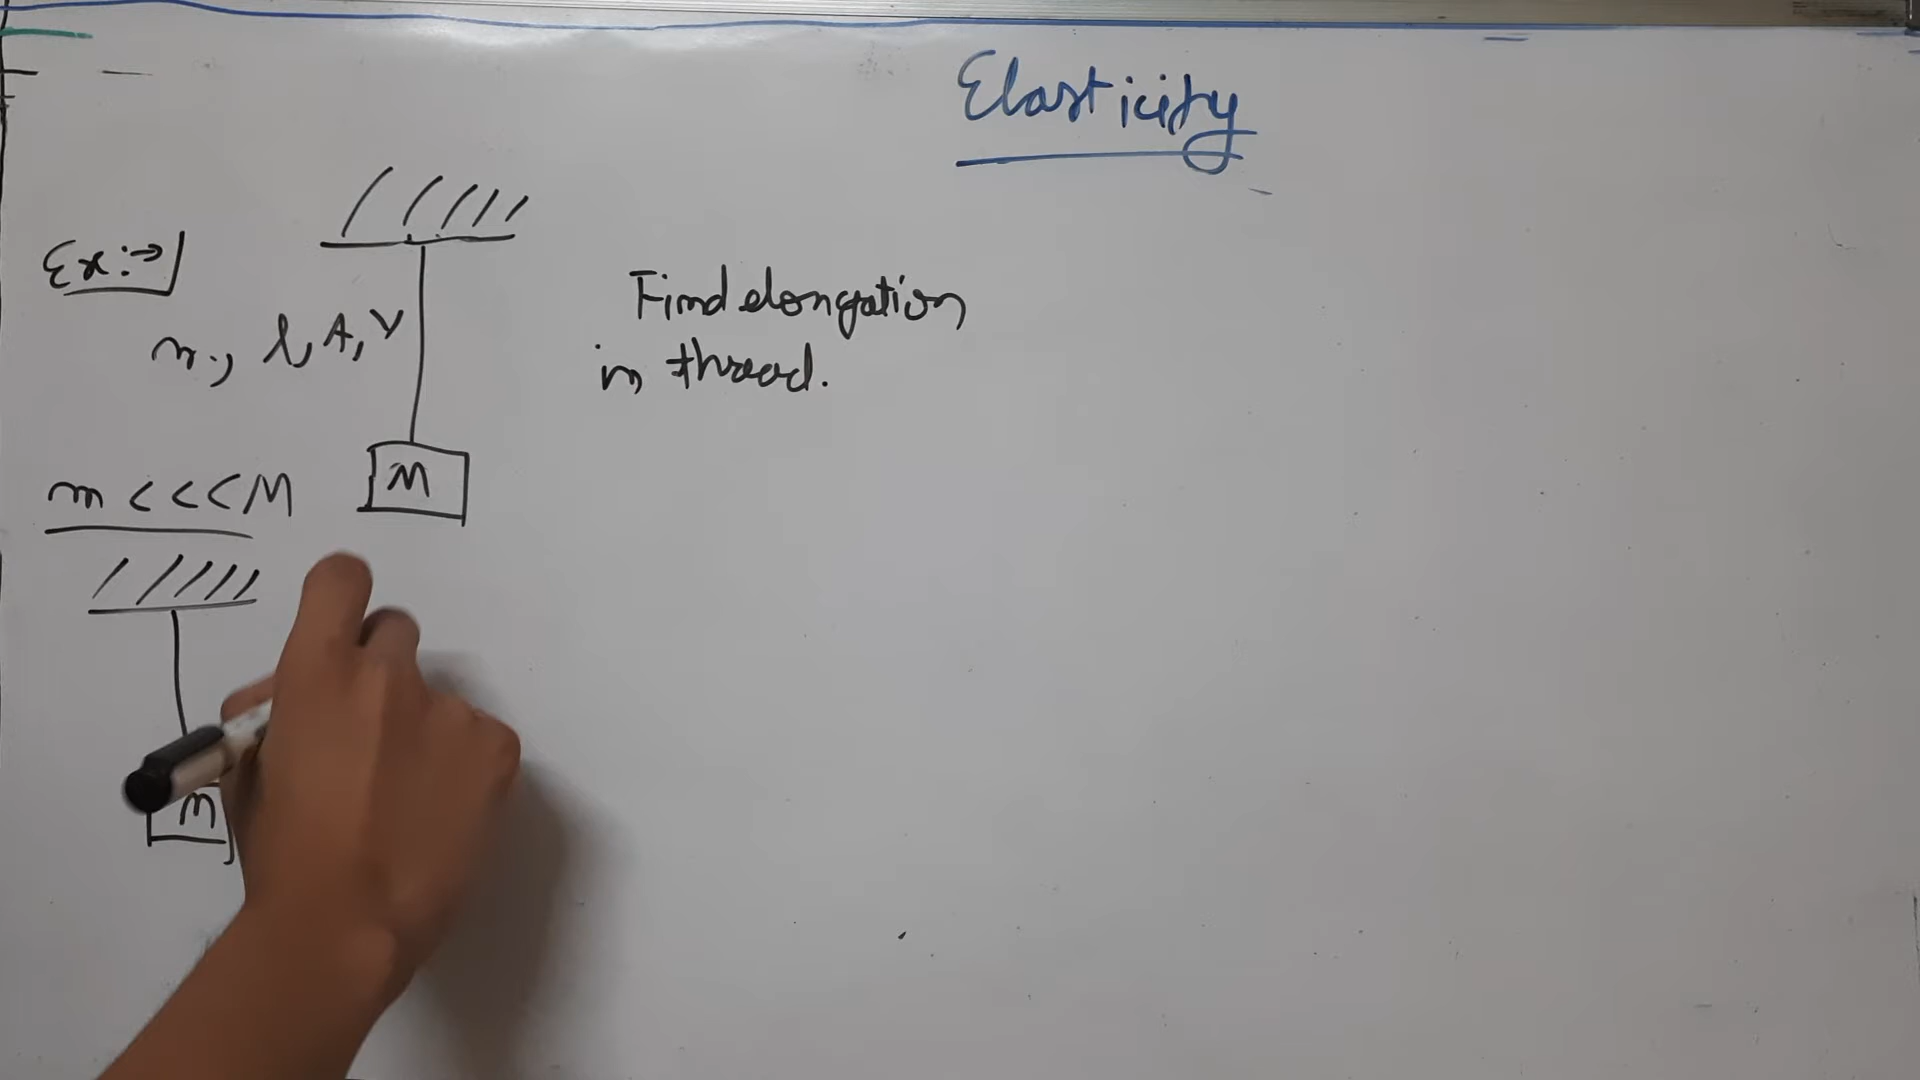 Elasticity
Ex:→
m, l, A, Y
Find elongation
in thread.
M
m <<< M
M